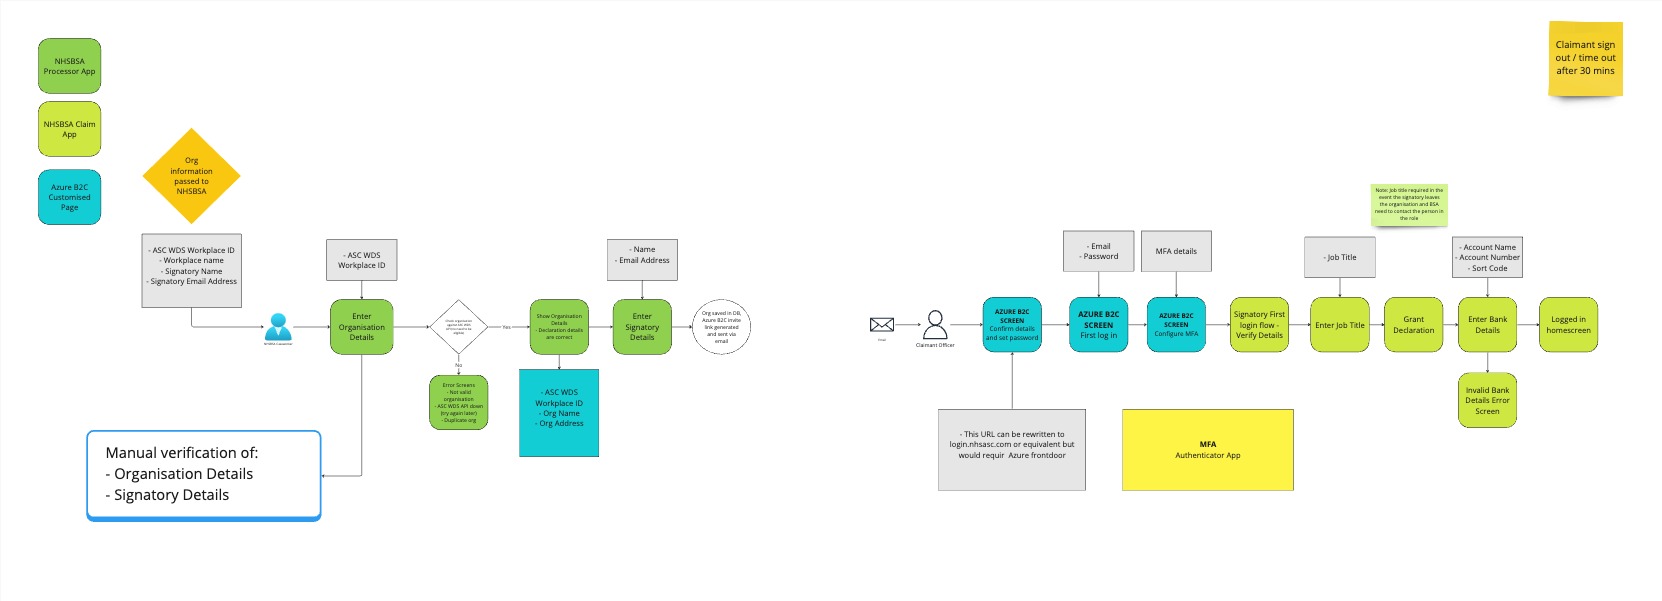 NHSBSA
Processor App
NHSBSA Claim
App
Azure B2C
Customised
Page
Org
information
passed to
NHSBSA
- ASC WDS Workplace ID
- Workplace name
- Signatory Name
- Signatory Email Address
- ASC WDS
Workplace ID
Enter
Organisation
Details
Manual verification of:
- Organisation Details
- Signatory Details
Yes
No
Error Screens
- Not valid
organisation
- ASC WDS API down
(try again later)
- Duplicate org
Show Organisation
Details
- Declaration details
are correct
- ASC WDS
Workplace ID
- Org Name
- Org Address
- Name
- Email Address
Enter
Signatory
Details
Org saved in DB,
Azure B2C invite
link generated
and sent via
email
Email
Claimant Officer
AZURE B2C
SCREEN
Confirm details
and set password
- This URL can be rewritten to
login.nhsasc.com or equivalent but
would requir Azure frontdoor
- Email
- Password
AZURE B2C
SCREEN
First log in
MFA details
AZURE B2C
SCREEN
Configure MFA
MFA
Authenticator App
Signatory First
login flow -
Verify Details
- Job Title
Enter Job Title
Note: Job title required in the
event the signatory leaves
the organisation and BSA
need to contact the person in
the role
Grant
Declaration
- Account Name
- Account Number
- Sort Code
Enter Bank
Details
Invalid Bank
Details Error
Screen
Logged in
homescreen
Claimant sign
out / time out
after 30 mins